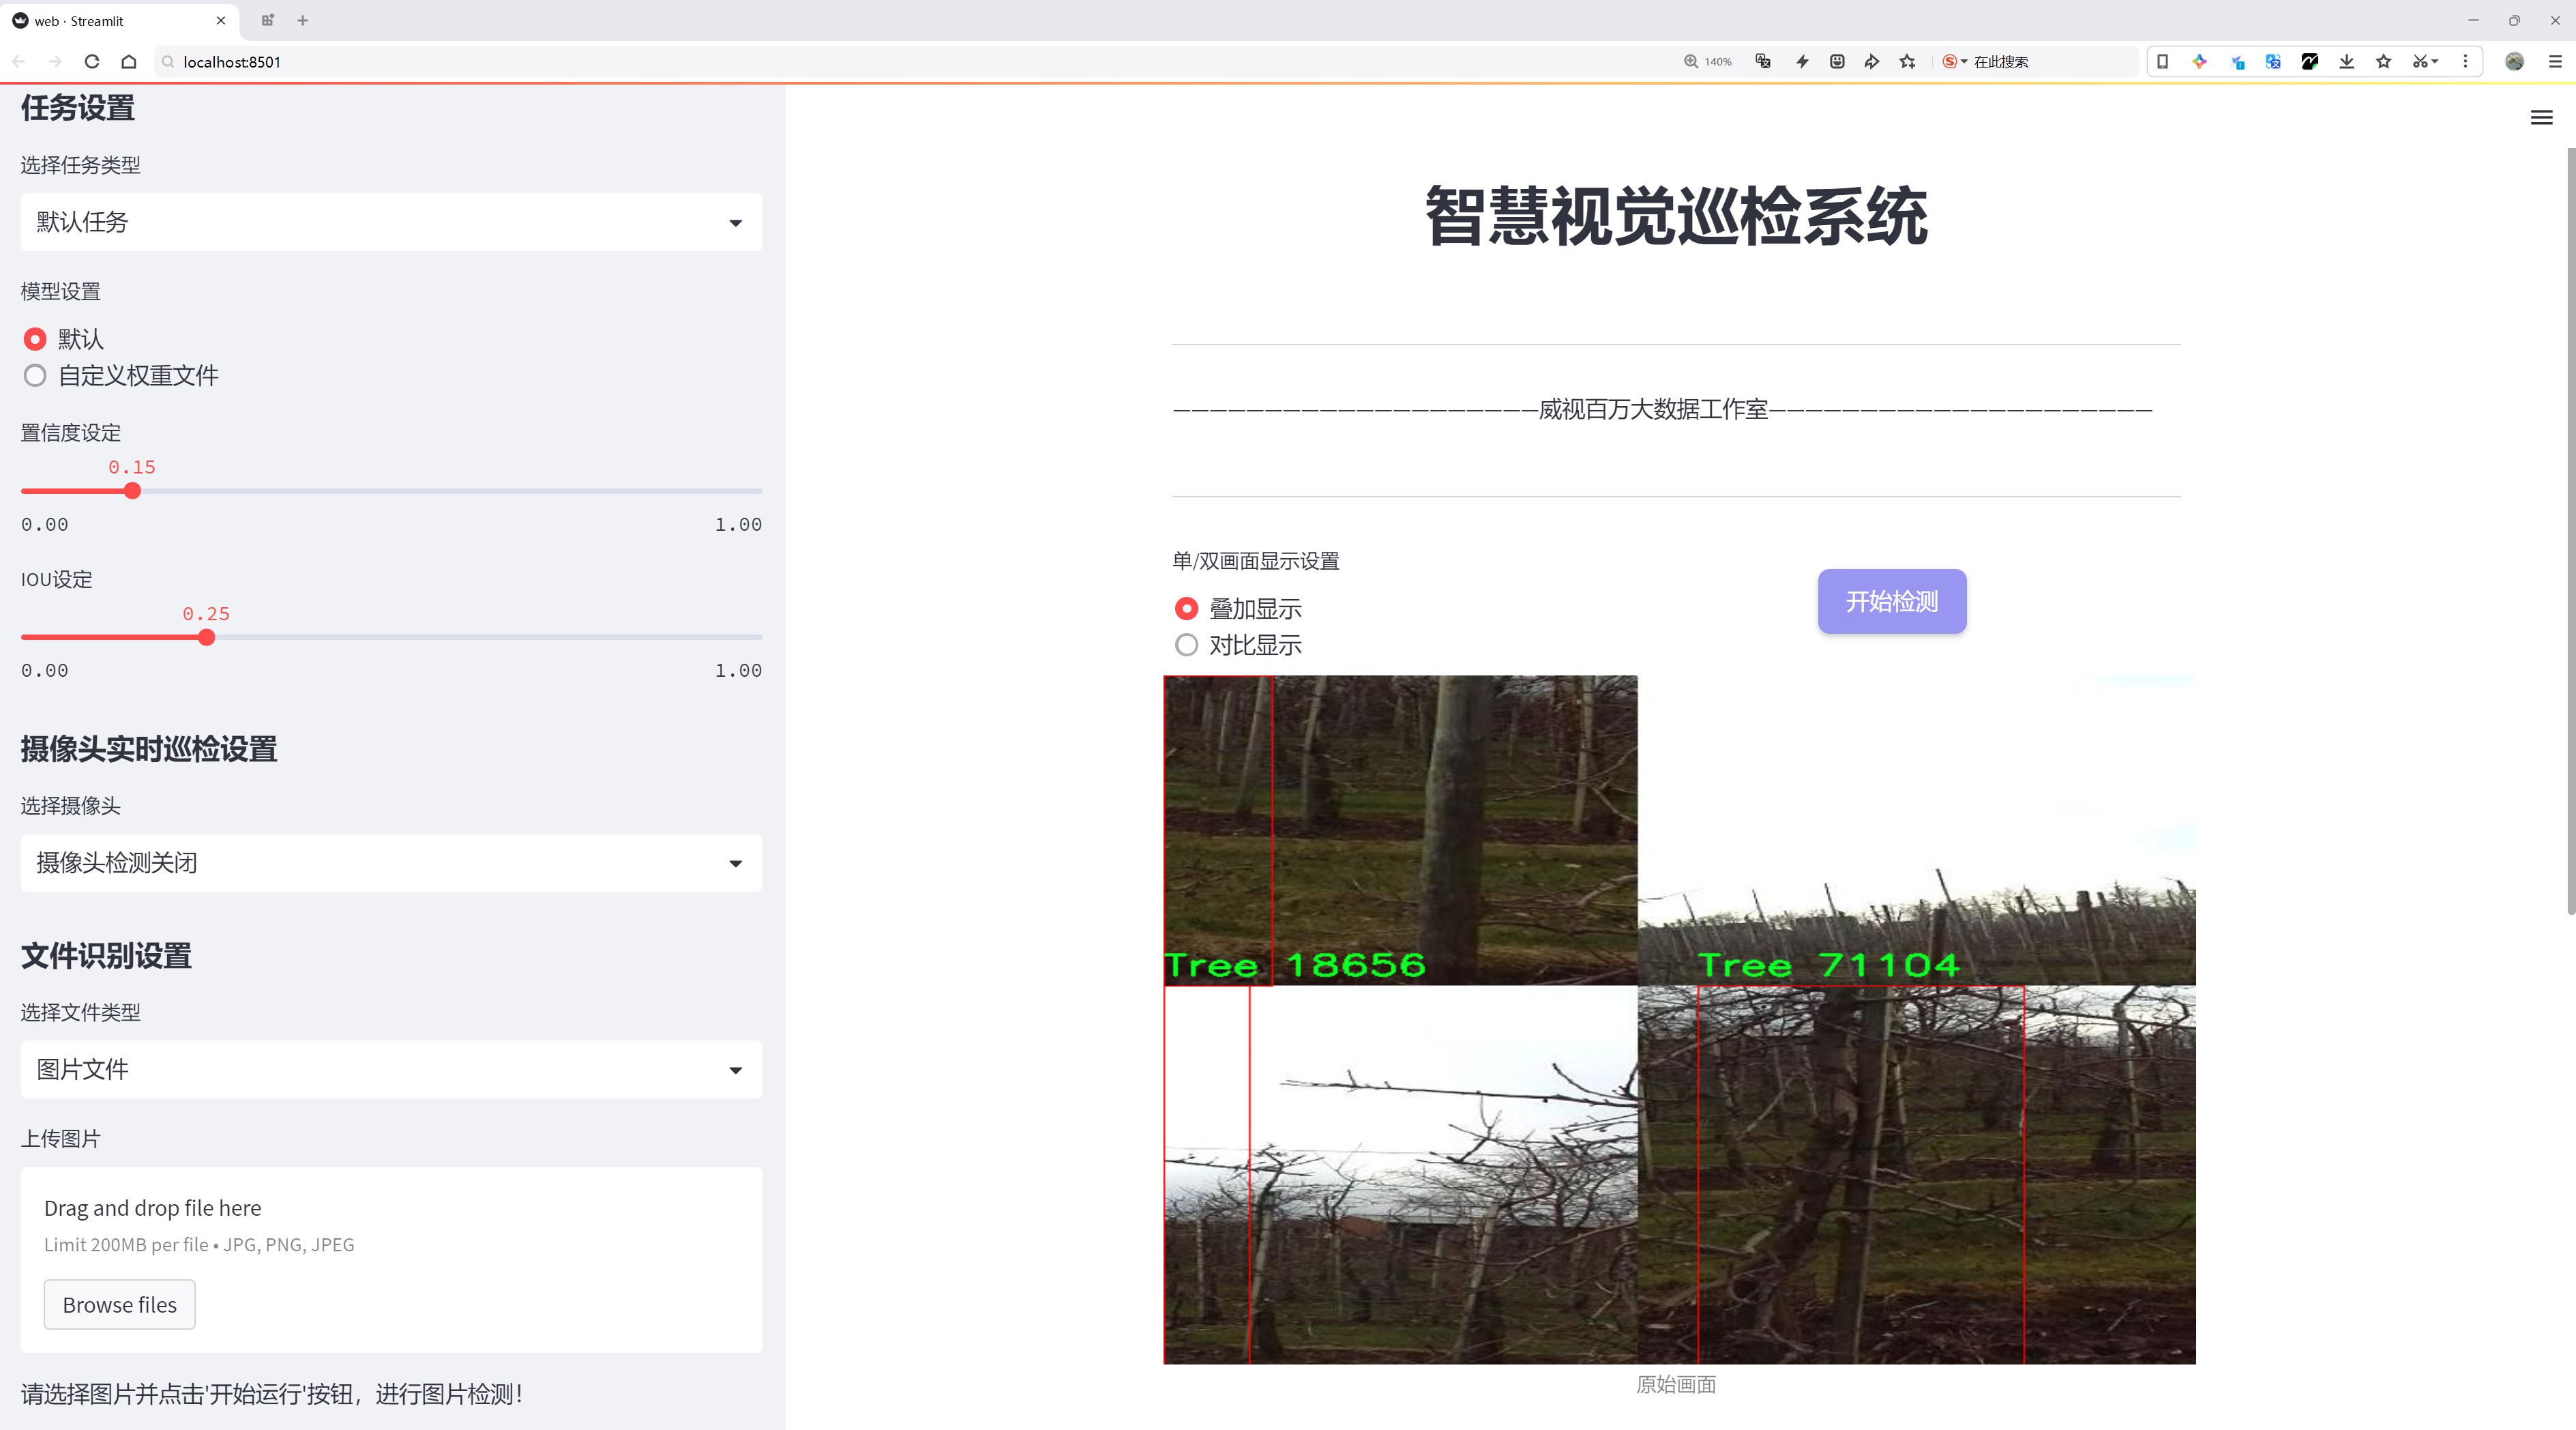 web · Streamlit
localhost:8501
140%
在此搜索
任务设置
选择任务类型
默认任务
模型设置
默认
自定义权重文件
置信度设定
0.15
0.00 1.00
IOU设定
0.25
0.00 1.00
摄像头实时巡检设置
选择摄像头
摄像头检测关闭
文件识别设置
选择文件类型
图片文件
上传图片
Drag and drop file here
Limit 200MB per file • JPG, PNG, JPEG
Browse files
请选择图片并点击'开始运行'按钮，进行图片检测！
智慧视觉巡检系统
————————————————————威视百万大数据工作室—————————————————————
单/双画面显示设置
叠加显示
对比显示
开始检测
Tree 18656
Tree 71104
原始画面